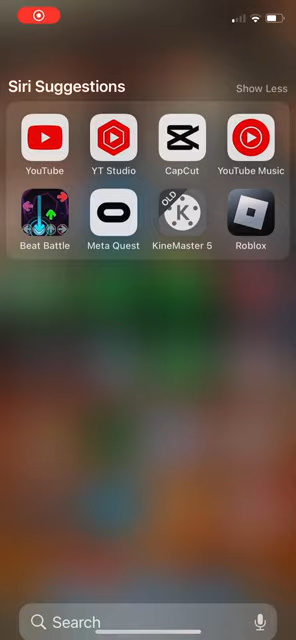 Siri Suggestions
Show Less
YouTube
YT Studio
CapCut
YouTube Music
OLD
K
Beat Battle
Meta Quest
KineMaster 5
Roblox
Search